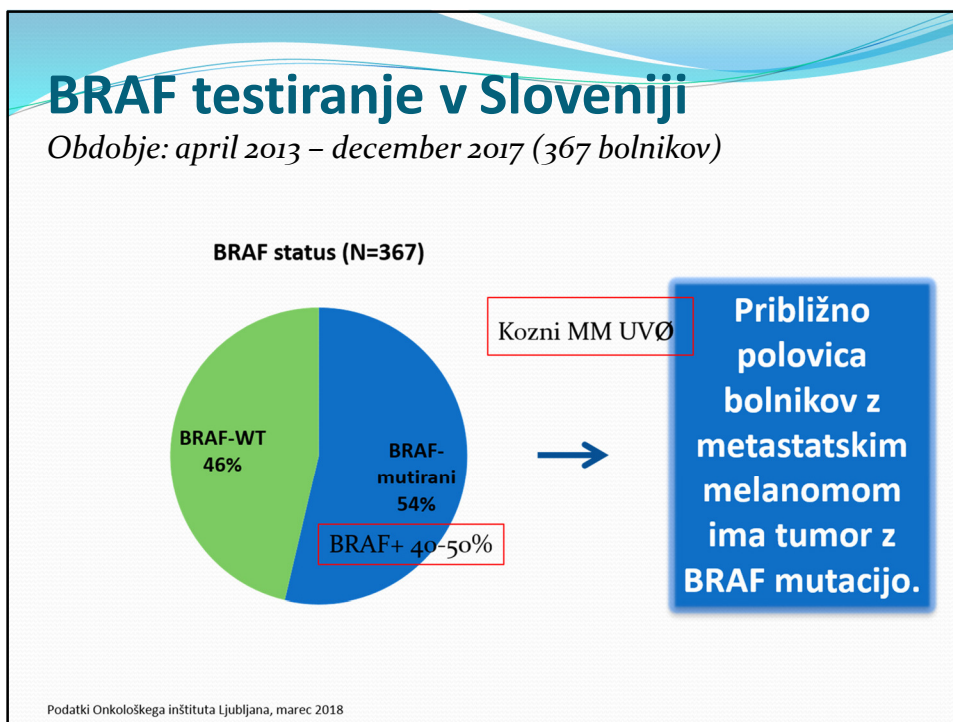 BRAF testiranje v Sloveniji
Obdobje: april 2013 – december 2017 (367 bolnikov)
BRAF status (N=367)
BRAF-WT
46%
BRAF-
mutirani
54%
BRAF+ 40-50%
Kozni MM UVØ
Približno
polovica
bolnikov z
metastatskim
melanomom
ima tumor z
BRAF mutacijo.
Podatki Onkološkega inštituta Ljubljana, marec 2018